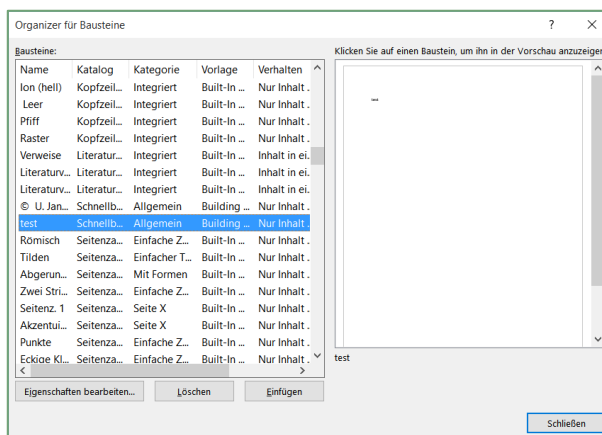 Organizer für Bausteine ? ×
Bausteine: Klicken Sie auf einen Baustein, um ihn in der Vorschau anzuzeigen
Name Katalog Kategorie Vorlage Verhalten
Ion (hell) Kopfzeil... Integriert Built-In ... Nur Inhalt .
Leer Kopfzeil... Integriert Built-In ... Nur Inhalt .
Pfiff Kopfzeil... Integriert Built-In ... Nur Inhalt .
Raster Kopfzeil... Integriert Built-In ... Nur Inhalt .
Verweise Literatur... Integriert Built-In ... Inhalt in ei.
Literaturv... Literatur... Integriert Built-In ... Inhalt in ei.
Literaturv... Literatur... Integriert Built-In ... Nur Inhalt .
© U. Jan... Schnellb... Allgemein Building ... Nur Inhalt .
test Schnellb... Allgemein Building ... Nur Inhalt .
Römisch Seitenza... Einfache Z... Built-In ... Nur Inhalt .
Tilden Seitenza... Einfacher T... Built-In ... Nur Inhalt .
Abgerun... Seitenza... Mit Formen Built-In ... Nur Inhalt .
Zwei Stri... Seitenza... Einfache Z... Built-In ... Nur Inhalt .
Seitenz. 1 Seitenza... Seite X Built-In ... Nur Inhalt .
Akzentui... Seitenza... Seite X Built-In ... Nur Inhalt .
Punkte Seitenza... Einfache Z... Built-In ... Nur Inhalt .
Eckige Kl... Seitenza... Einfache Z... Built-In ... Nur Inhalt .
test
Eigenschaften bearbeiten... Löschen Einfügen
Schließen